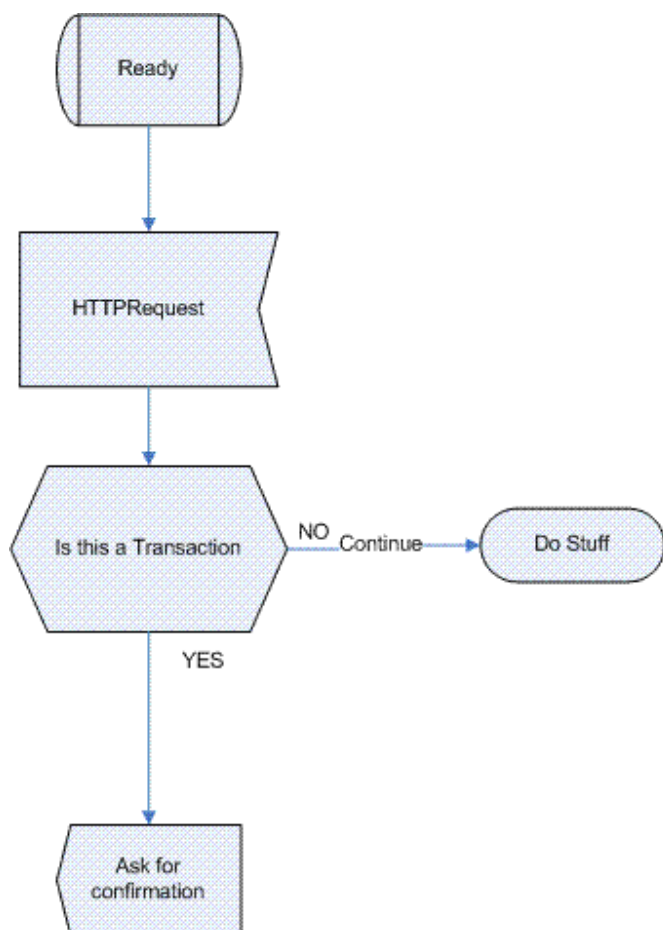 Ready
HTTPRequest
Is this a Transaction
NO
Continue
Do Stuff
YES
Ask for
confirmation